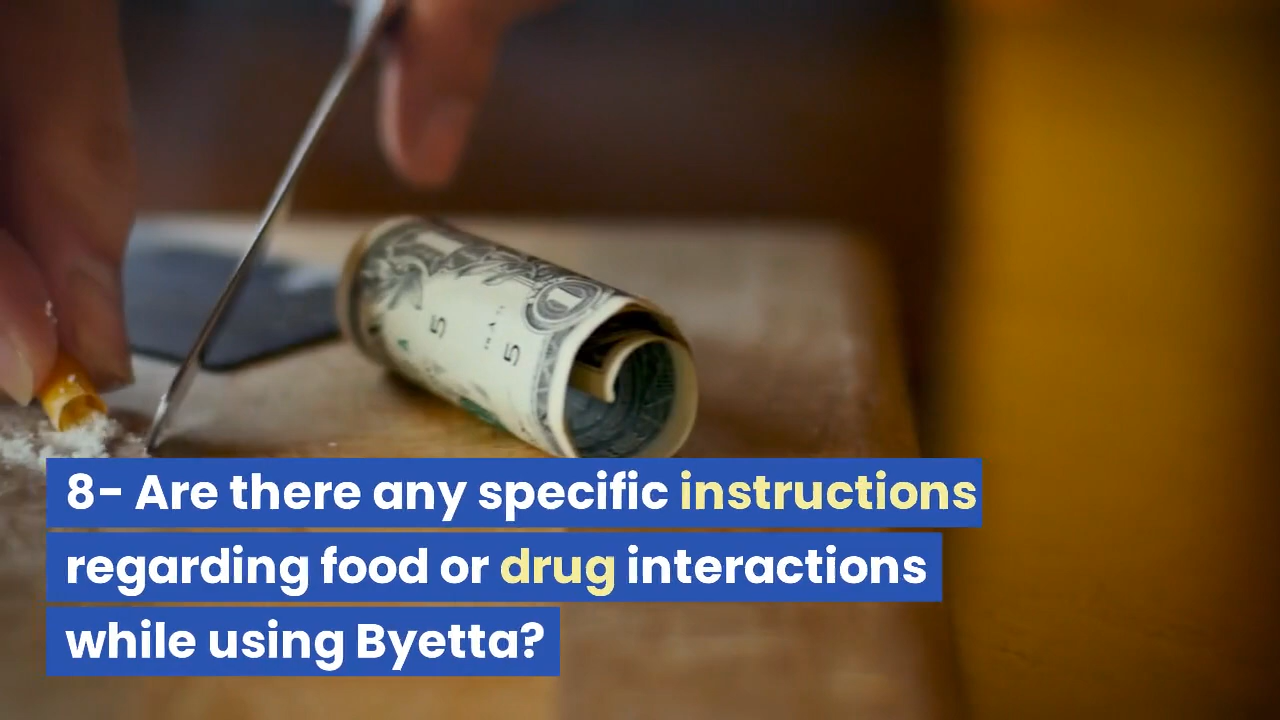 8- Are there any specific instructions
regarding food or drug interactions
while using Byetta?